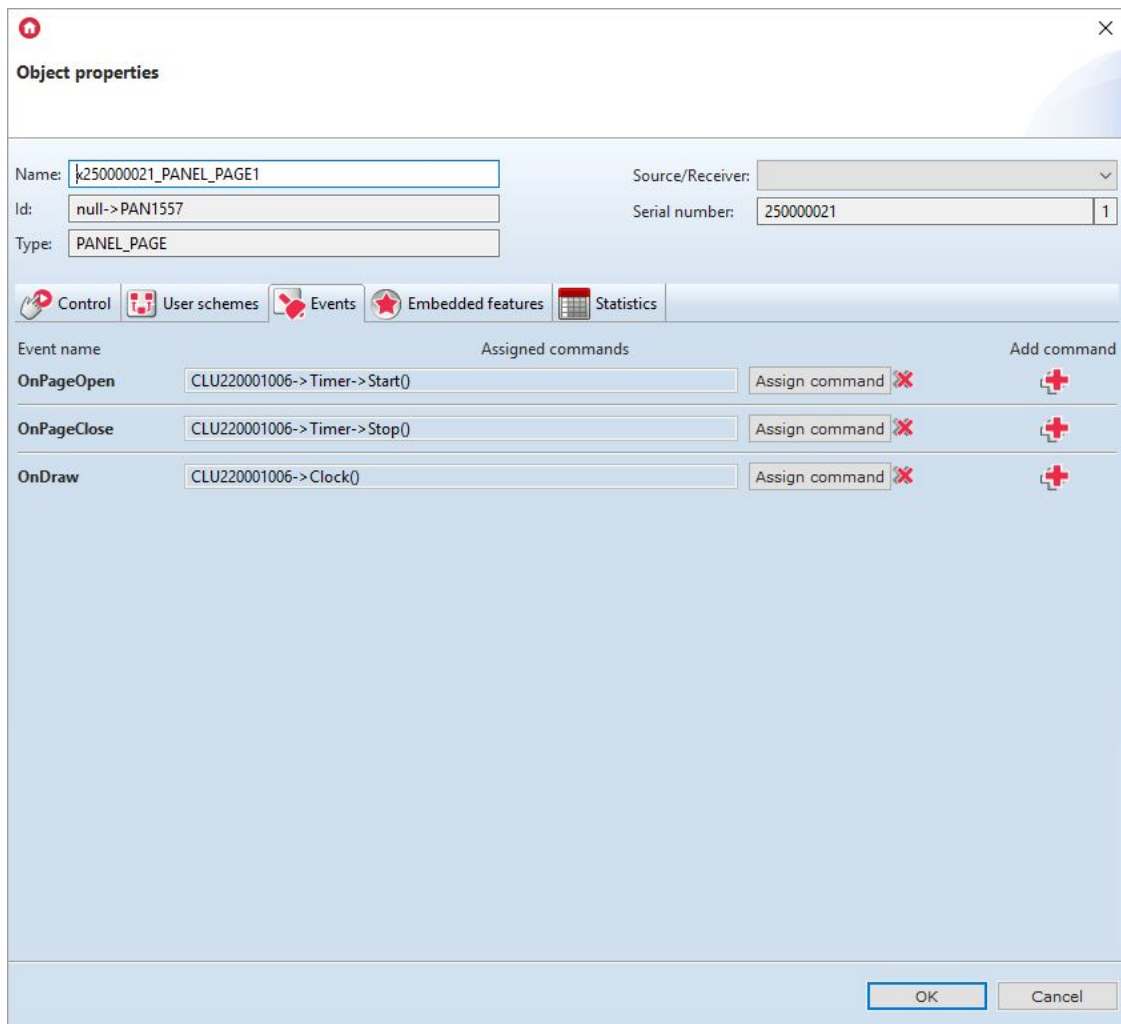 Object properties
Name: x250000021_PANEL_PAGE1 Source/Receiver:
Id: null->PAN1557 Serial number: 250000021 1
Type: PANEL_PAGE
Control User schemes Events Embedded features Statistics
Event name Assigned commands Add command
OnPageOpen CLU220001006->Timer->Start() Assign command
OnPageClose CLU220001006->Timer->Stop() Assign command
OnDraw CLU220001006->Clock() Assign command
OK Cancel